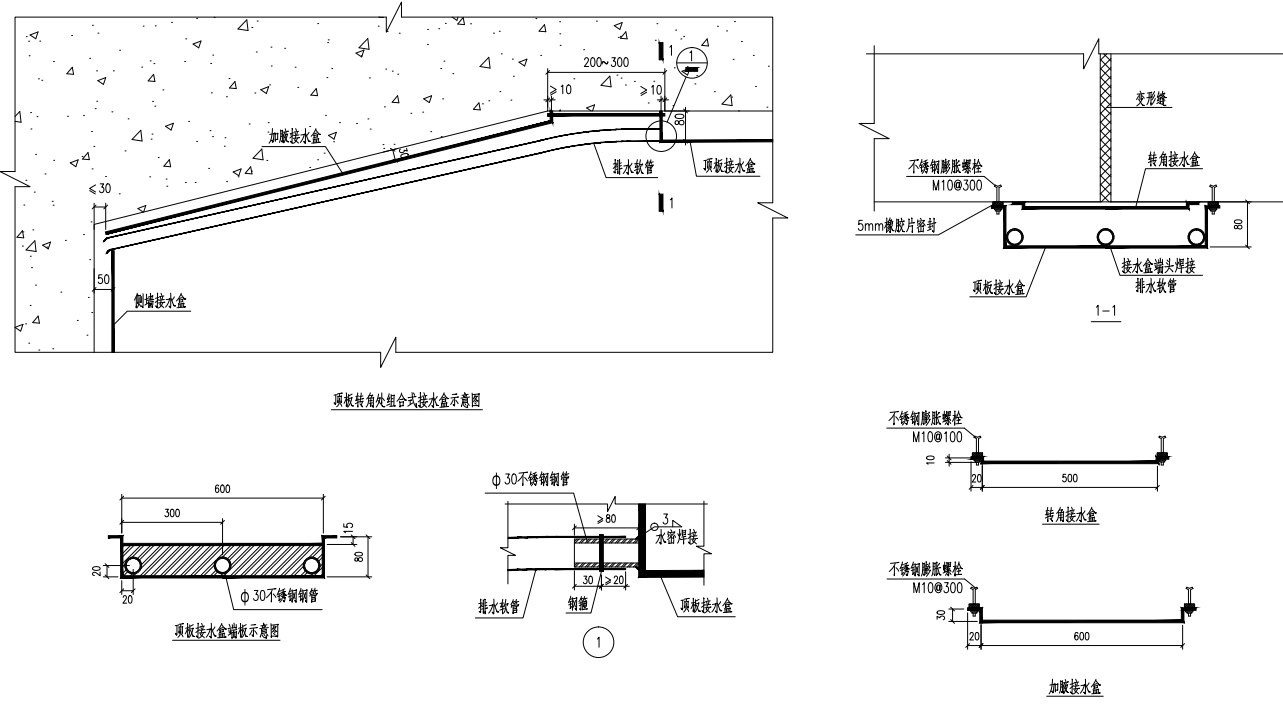 200~300
1
1
≥10
≥10
80
加腋接水盒
30
排水软管
顶板接水盒
1
≤30
50
侧墙接水盒
顶板转角处组合式接水盒示意图
变形缝
转角接水盒
不锈钢膨胀螺栓
M10@300
5mm橡胶片密封
80
顶板接水盒
接水盒端头焊接
排水软管
1-1
600
300
15
80
20
20
ϕ30不锈钢钢管
顶板接水盒端板示意图
ϕ30不锈钢钢管
≥80
3
水密焊接
30
≥20
排水软管
钢箍
顶板接水盒
1
不锈钢膨胀螺栓
M10@100
10
20
500
转角接水盒
不锈钢膨胀螺栓
M10@300
30
20
600
加腋接水盒